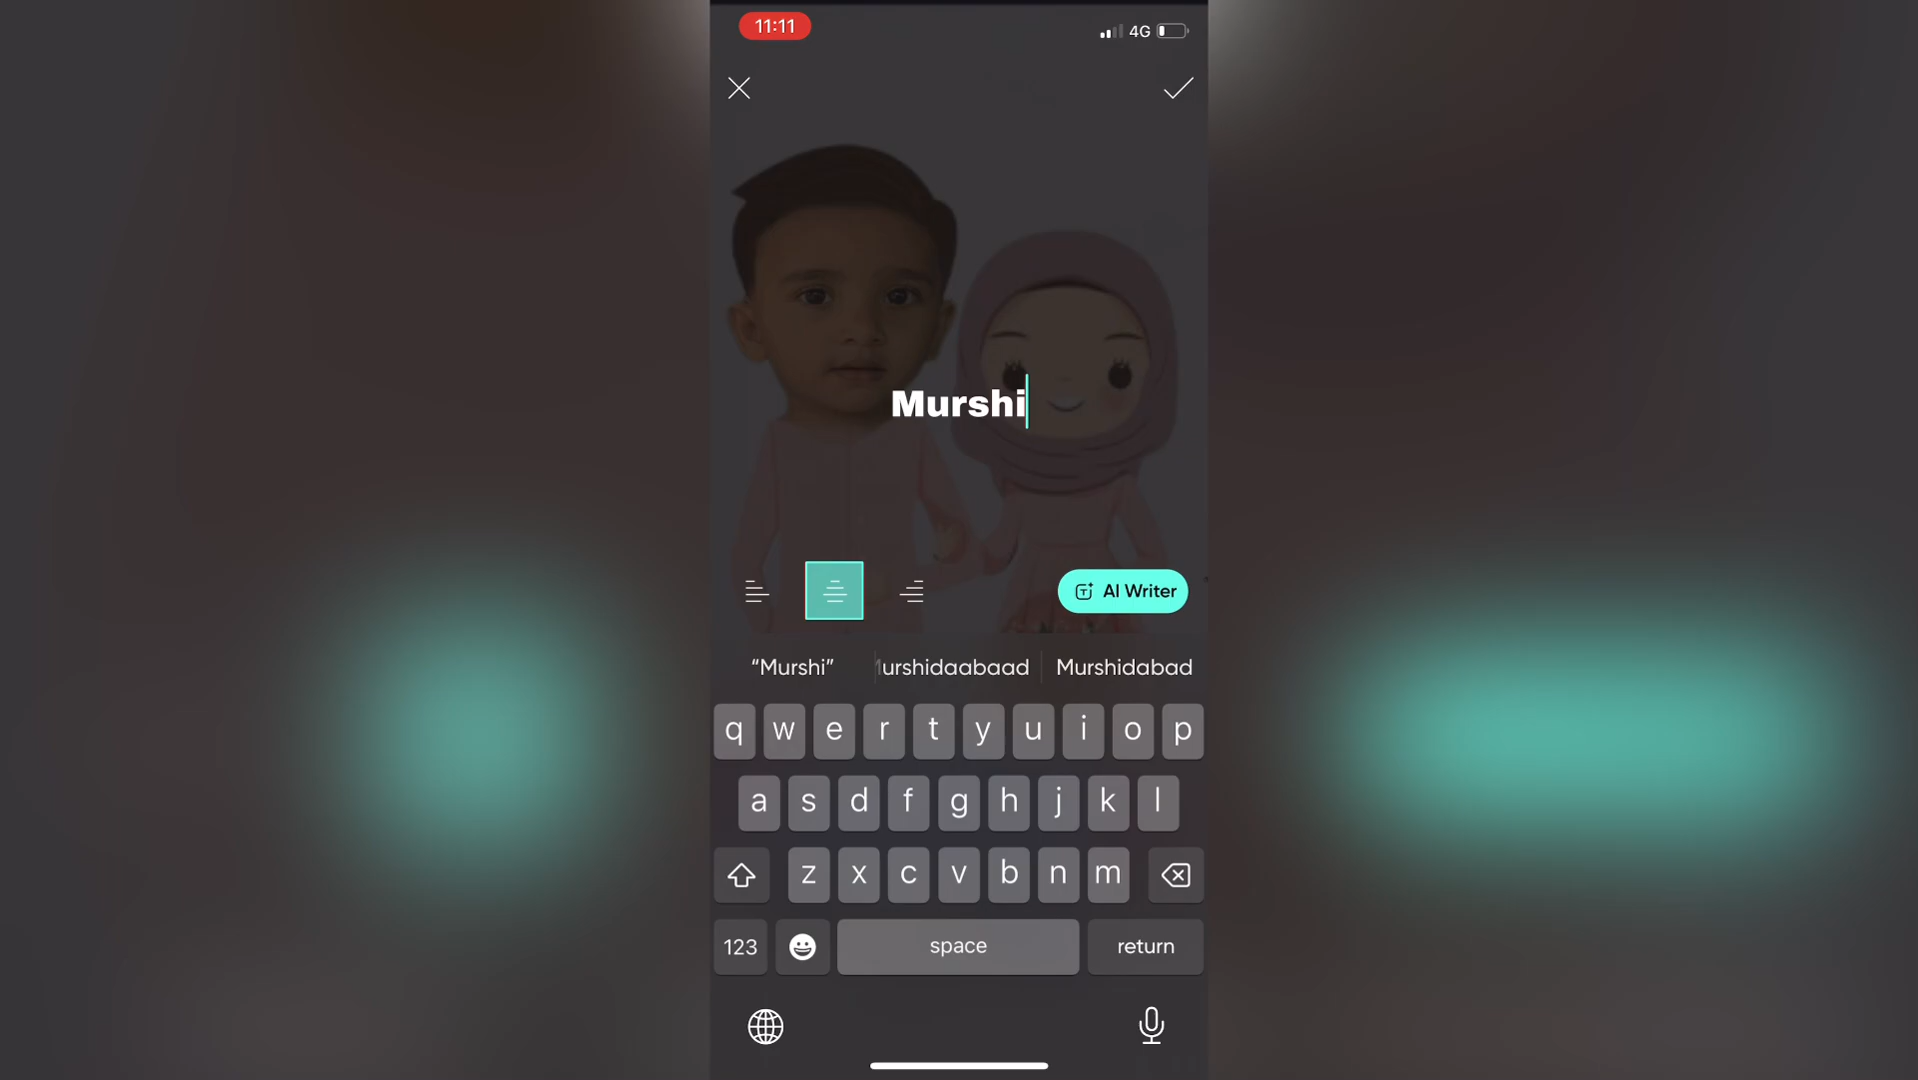 11:11
4G
Murshi
AI Writer
“Murshi” urshidaabaad Murshidabad
q w e r t y u i o p
a s d f g h j k l
z x c v b n m
123 space return